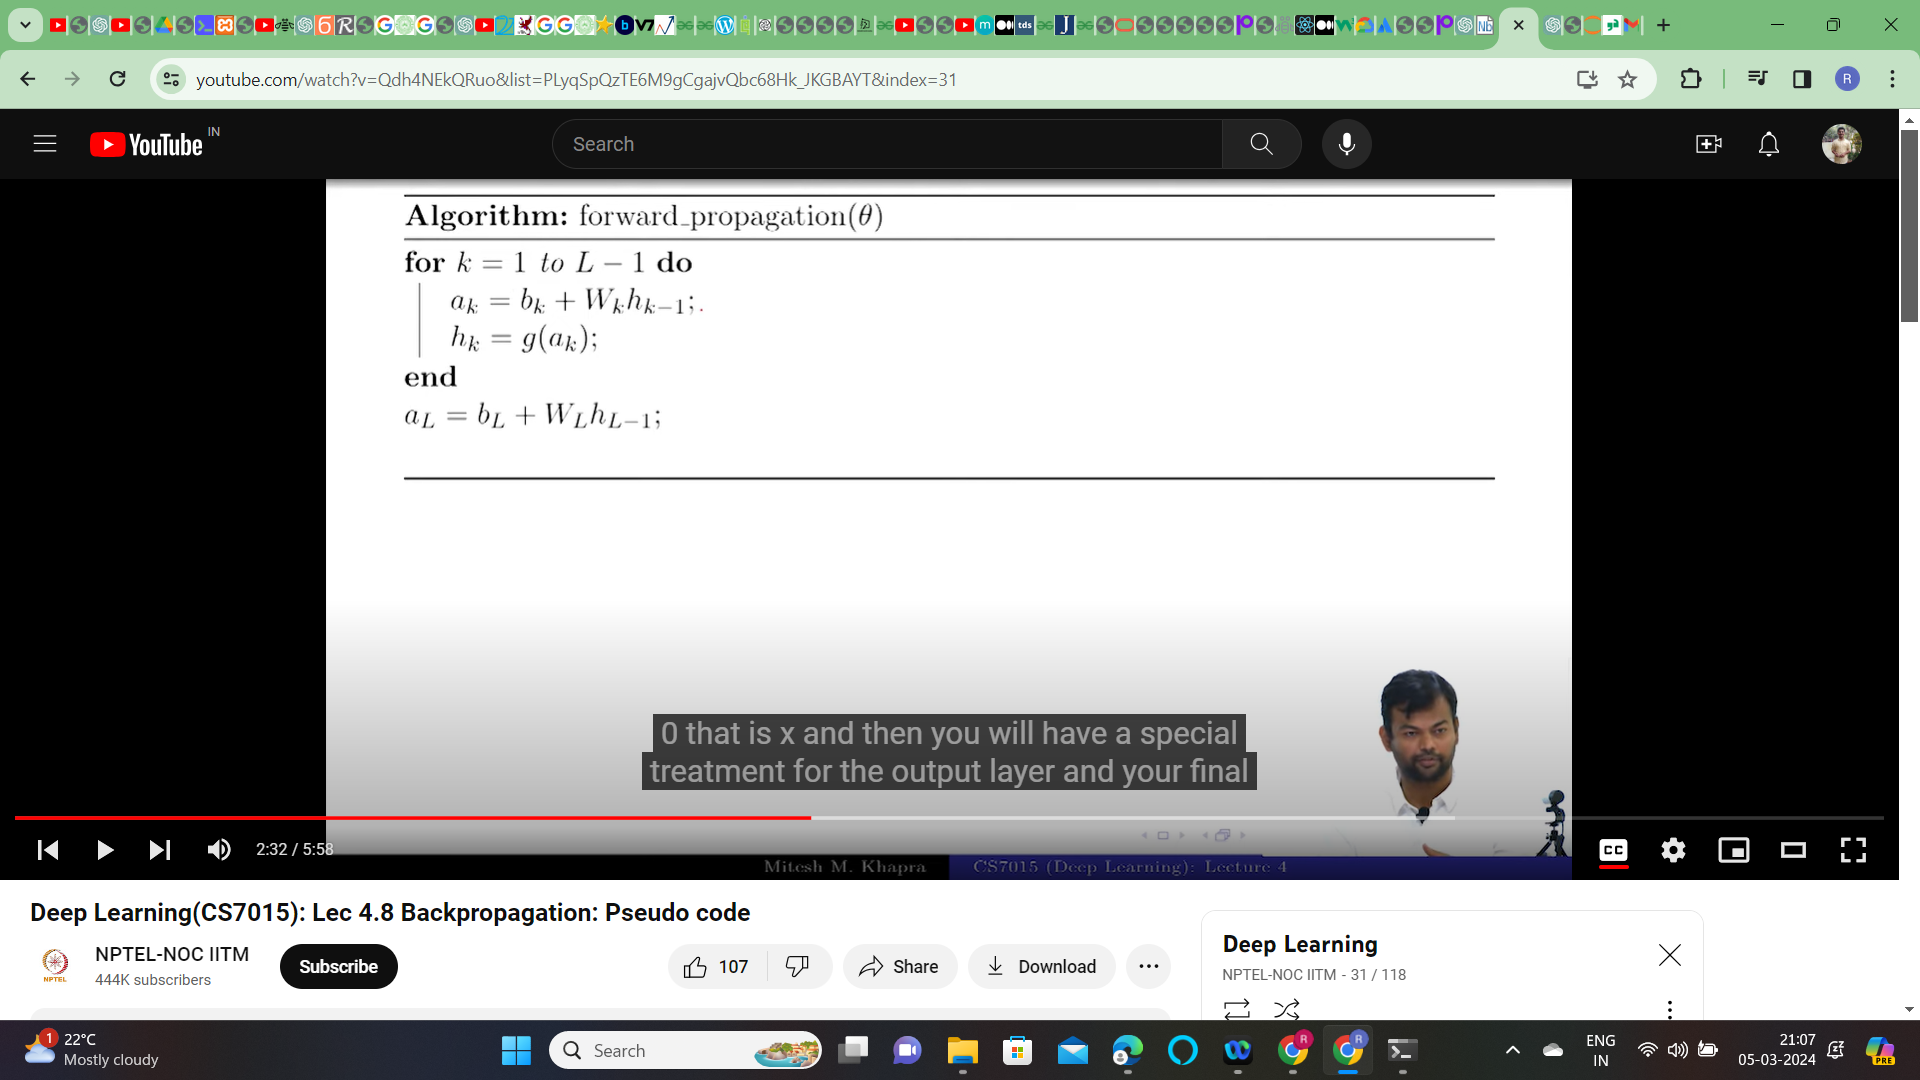 youtube.com/watch?v=Qdh4NEkQRuo&list=PLyqSpQzTE6M9gCgajvQbc68Hk_JKGBAYT&index=31
R
YouTube IN
Search
Algorithm: forward_propagation(θ)
for k = 1 to L − 1 do
a_k = b_k + W_k h_{k−1};
h_k = g(a_k);
end
a_L = b_L + W_L h_{L−1};
0 that is x and then you will have a special
treatment for the output layer and your final
2:32 / 5:58
Mitesh M. Khapra CS7015 (Deep Learning): Lecture 4
Deep Learning(CS7015): Lec 4.8 Backpropagation: Pseudo code
NPTEL-NOC IITM
444K subscribers
Subscribe
107
Share
Download
Deep Learning
NPTEL-NOC IITM - 31 / 118
1
22°C
Mostly cloudy
Search
ENG
IN
21:07
05-03-2024
PRE